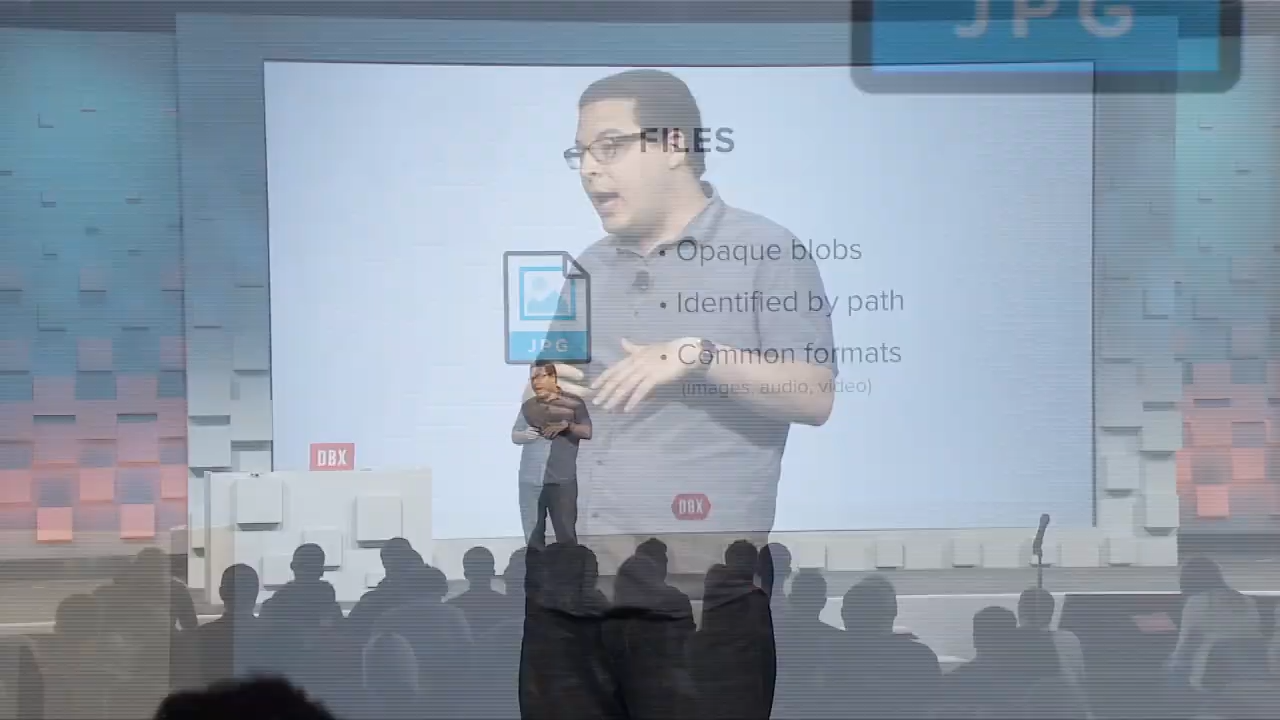 JPG
FILES
• Opaque blobs
• Identified by path
JPG
• Common formats
(images, audio, video)
DBX
DBX